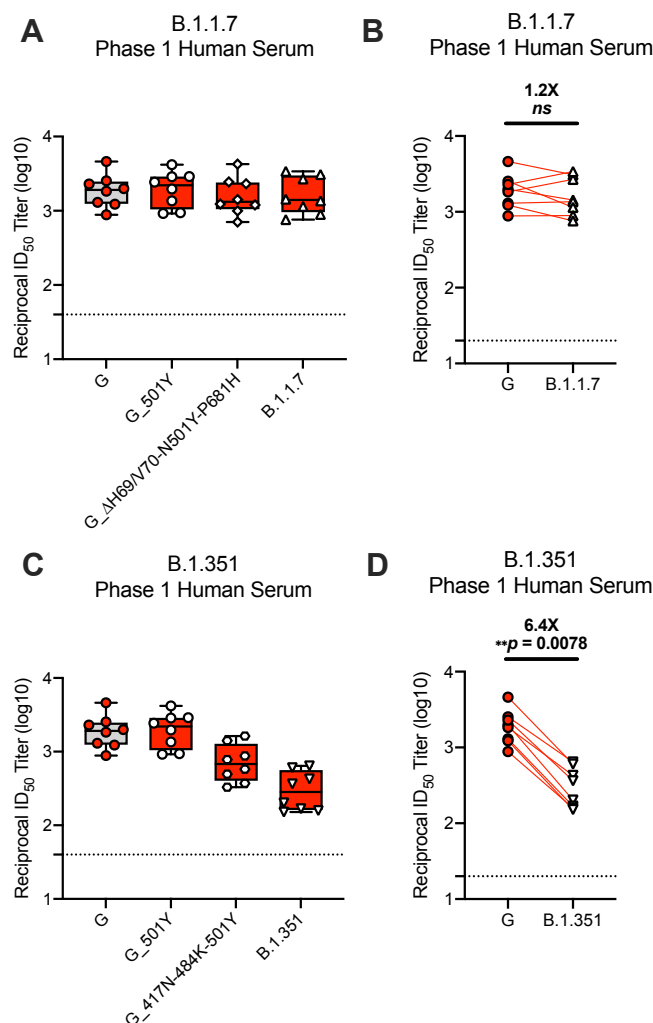 A
B.1.1.7
Phase 1 Human Serum
Reciprocal ID50 Titer (log10)
4
3
2
1
G
G_501Y
G_ΔH69/V70-N501Y-P681H
B.1.1.7
B
B.1.1.7
Phase 1 Human Serum
1.2X
ns
Reciprocal ID50 Titer (log10)
4
3
2
1
G
B.1.1.7
C
B.1.351
Phase 1 Human Serum
Reciprocal ID50 Titer (log10)
4
3
2
1
G
G_501Y
G_417N-484K-501Y
B.1.351
D
B.1.351
Phase 1 Human Serum
6.4X
**p = 0.0078
Reciprocal ID50 Titer (log10)
4
3
2
1
G
B.1.351